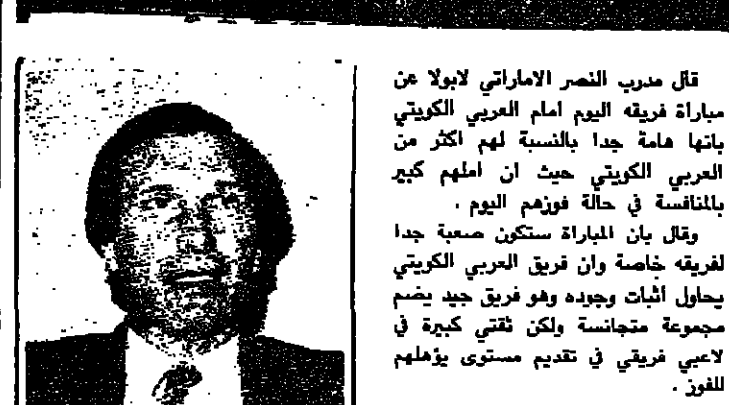 قال مدرب النصر الاماراتي لابولا عن
مباراة فريقه اليوم امام العربي الكويتي
بانها هامة جدا بالنسبة لهم اكثر من
العربي الكويتي حيث ان املهم كبير
بالمنافسة في حالة فوزهم اليوم .
وقال بان المباراة ستكون صعبة جدا
لفريقه خاصة وان فريق العربي الكويتي
يحاول أثبات وجوده وهو فريق جيد يضم
مجموعة متجانسة ولكن ثقتي كبيرة في
لاعبي فريقي في تقديم مستوى يؤهلهم
للفوز .